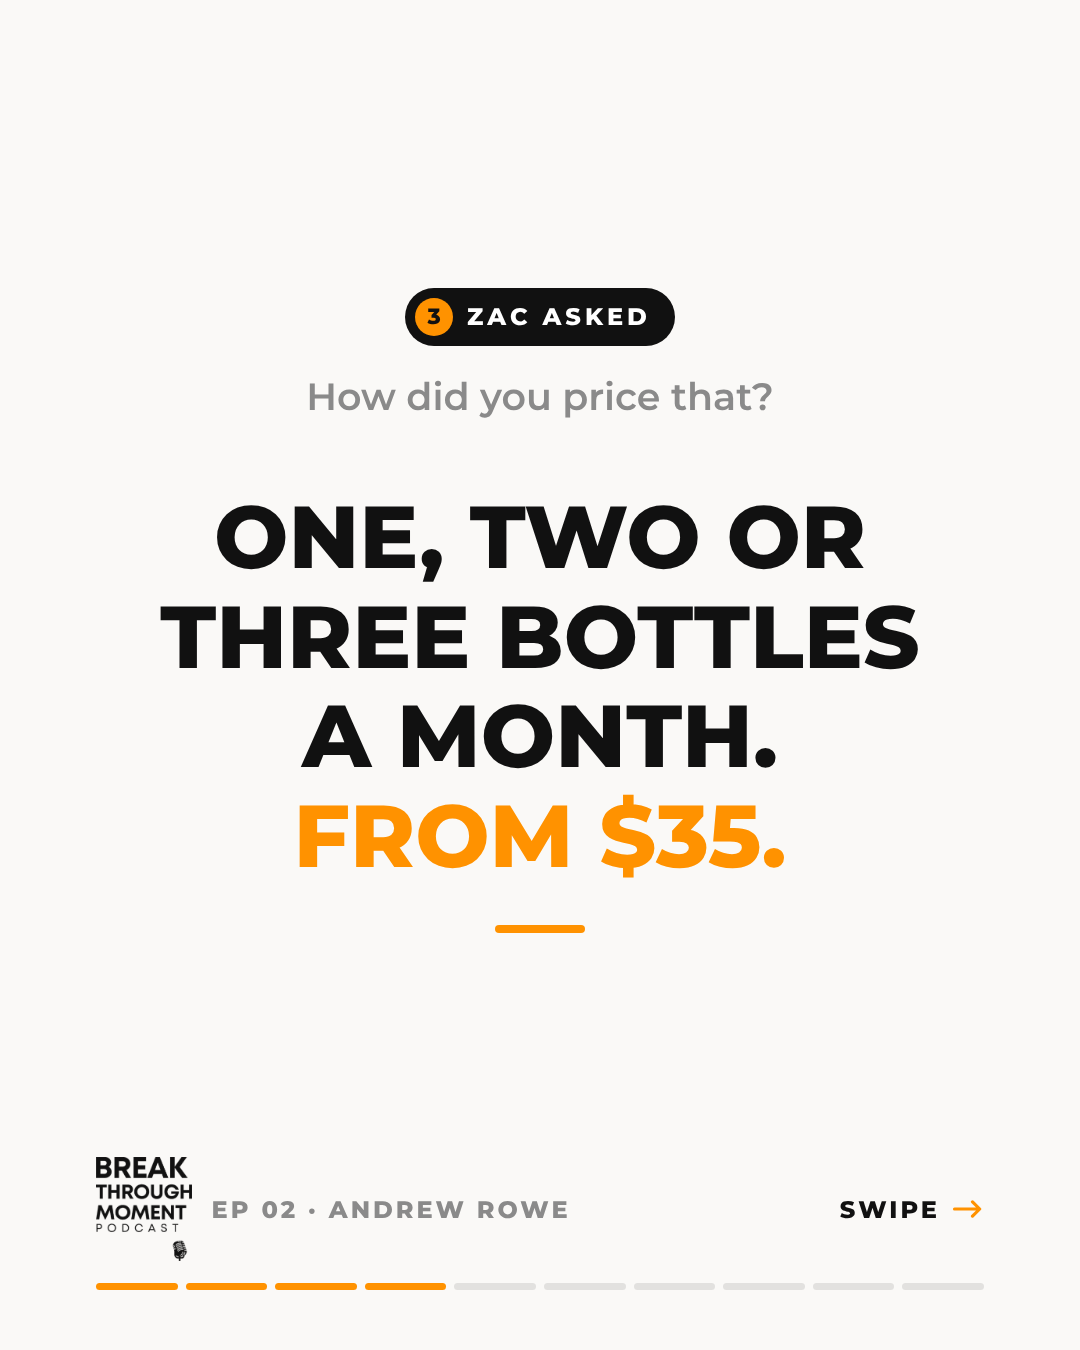 3 ZAC ASKED
How did you price that?
ONE, TWO OR
THREE BOTTLES
A MONTH.
FROM $35.
BREAK
THROUGH
MOMENT
PODCAST
EP 02 · ANDREW ROWE
SWIPE →